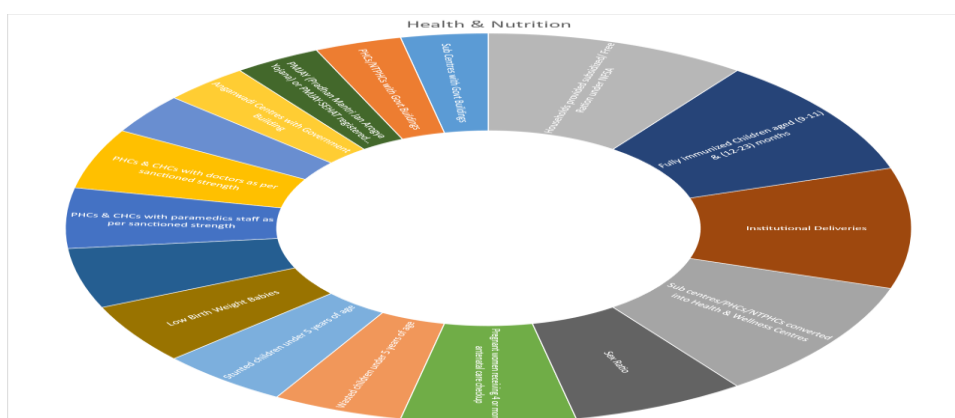 Health & Nutrition
Households provided subsidized/ Free
Ration under NFSA
Fully immunized Children aged (9-11)
& (12-23) months
Institutional Deliveries
Sub centres/PHCs/NTPHCs converted
into Health & Wellness Centres
Sex Ratio
Pregnant women receiving 4 or more
antenatal care checkup
Wasted children under 5 years of age
Stunted children under 5 years of age
Low Birth Weight Babies
PHCs & CHCs with paramedics staff as
per sanctioned strength
PHCs & CHCs with doctors as per
sanctioned strength
Anganwadi Centres with Government
Building
PMJAY (Pradhan Mantri Jan Arogya
Yojana) or PMJAY-SEHAT registered...
PHCs/NTPHCs with Govt Buildings
Sub Centres with Govt Buildings